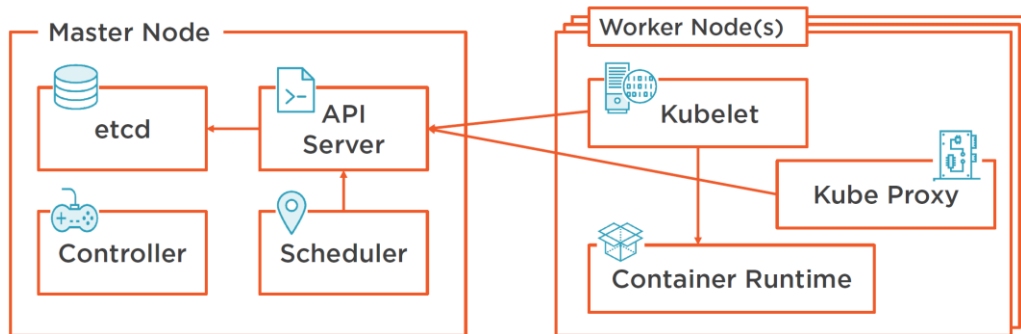 Master Node
etcd
API
Server
Controller
Scheduler
Worker Node(s)
Kubelet
Kube Proxy
Container Runtime